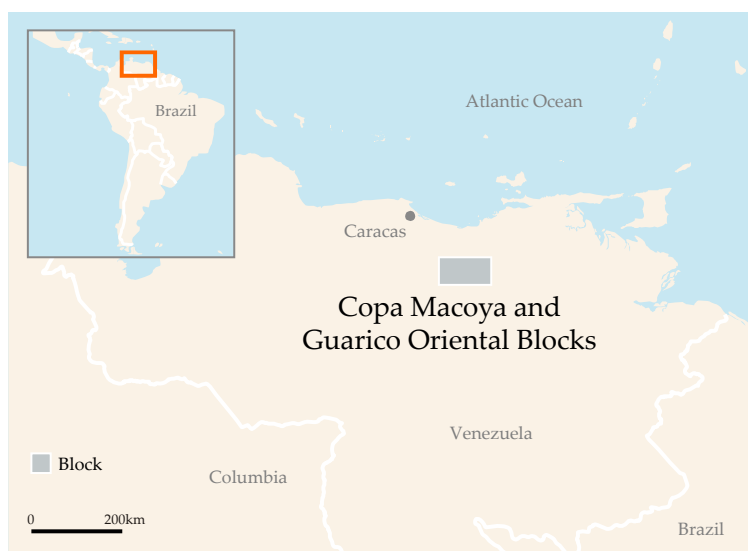 Brazil
Atlantic Ocean
Caracas
Copa Macoya and
Guarico Oriental Blocks
Venezuela
Block
Columbia
0 200km
Brazil